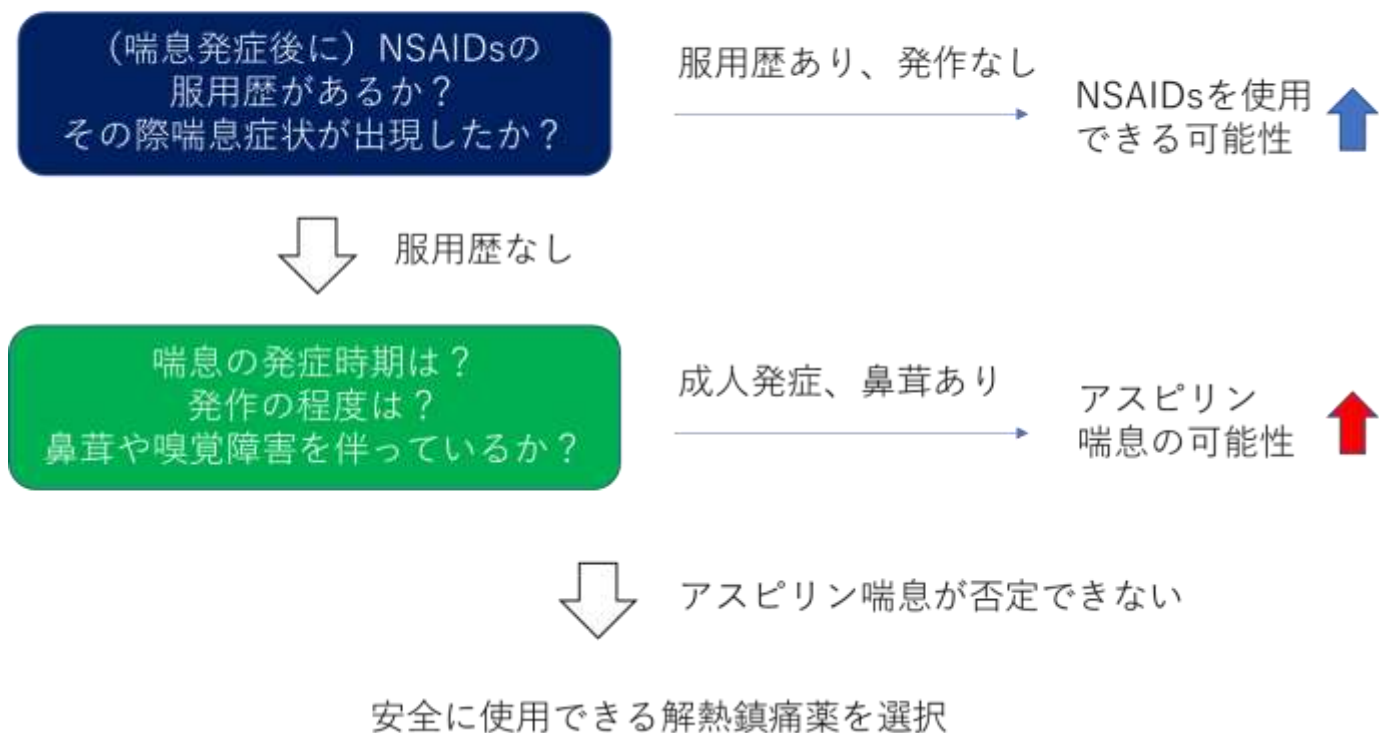 （喘息発症後に）NSAIDsの
服用歴があるか？
その際喘息症状が出現したか？
服用歴あり、発作なし
NSAIDsを使用
できる可能性
服用歴なし
喘息の発症時期は？
発作の程度は？
鼻茸や嗅覚障害を伴っているか？
成人発症、鼻茸あり
アスピリン
喘息の可能性
アスピリン喘息が否定できない
安全に使用できる解熱鎮痛薬を選択